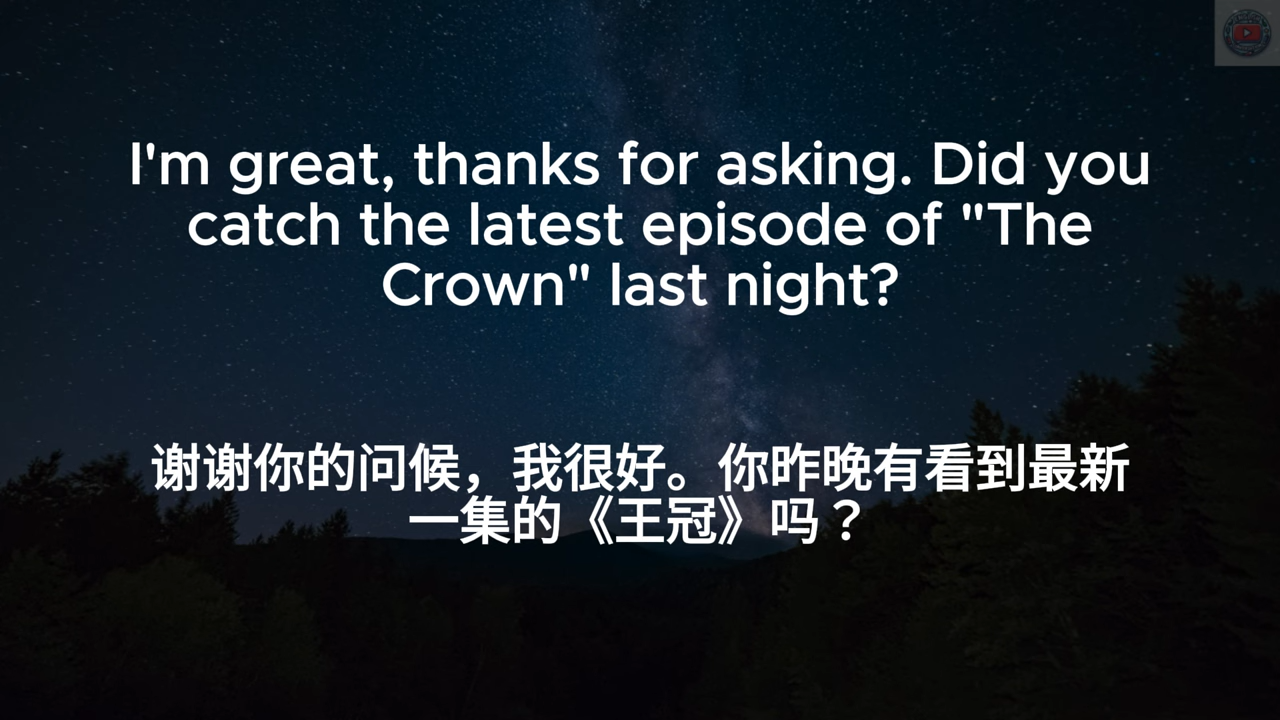 I'm great, thanks for asking. Did you
catch the latest episode of "The
Crown" last night?
谢谢你的问候，我很好。你昨晚有看到最新
一集的《王冠》吗？